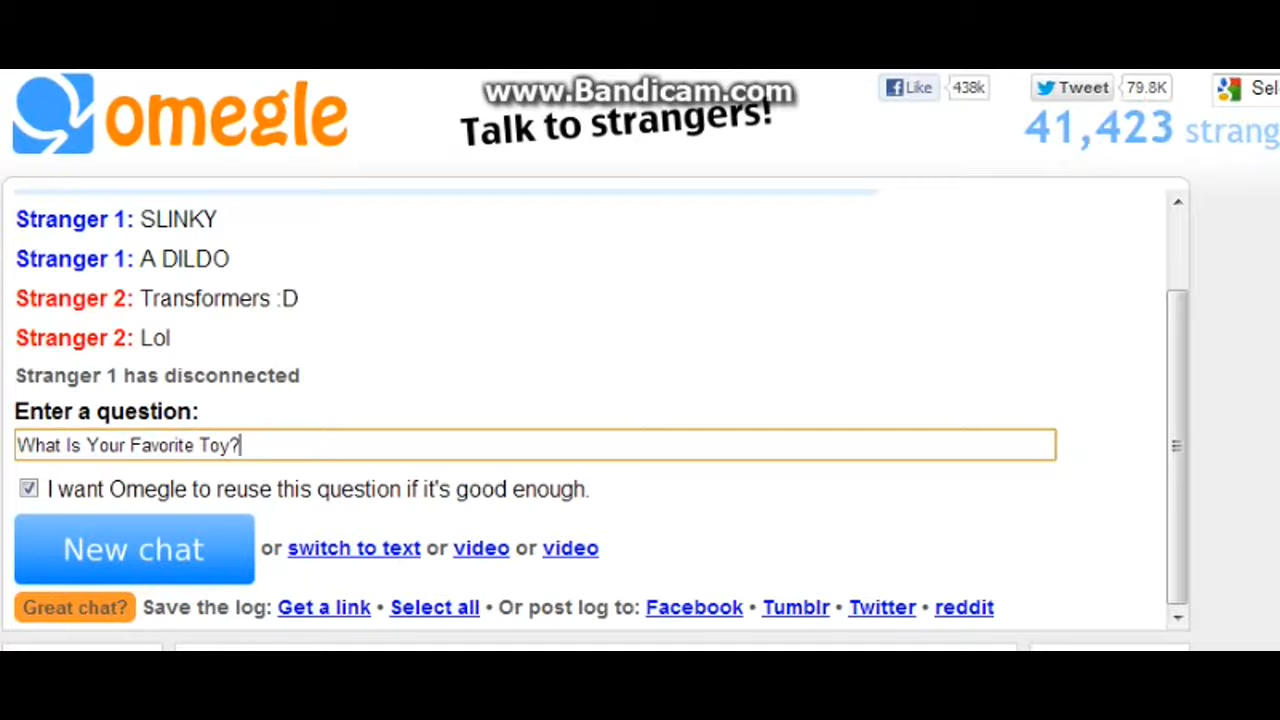 www.Bandicam.com
omegle
Talk to strangers!
Like 438k
Tweet 79.8K
41,423 strang
Stranger 1: SLINKY
Stranger 1: A DILDO
Stranger 2: Transformers :D
Stranger 2: Lol
Stranger 1 has disconnected
Enter a question:
What Is Your Favorite Toy?
I want Omegle to reuse this question if it's good enough.
New chat or switch to text or video or video
Great chat? Save the log: Get a link • Select all • Or post log to: Facebook • Tumblr • Twitter • reddit